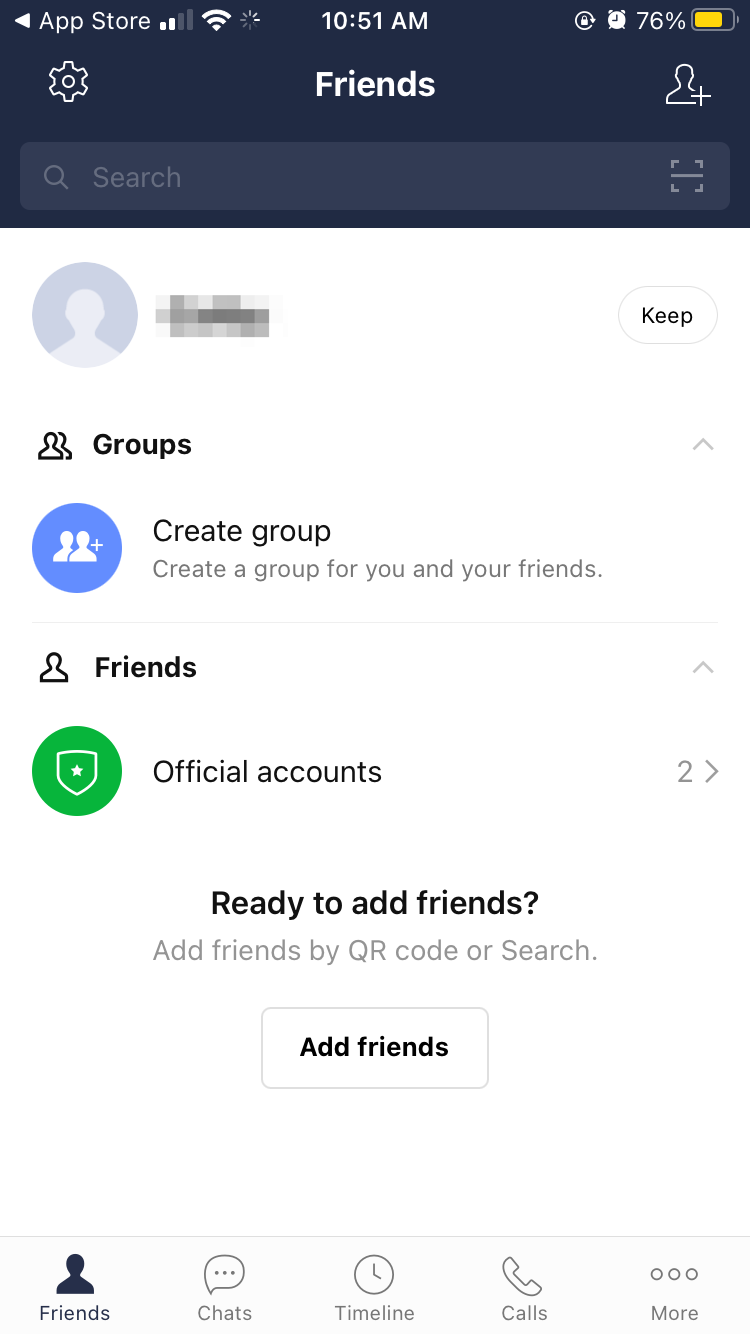 App Store 10:51 AM 76%
Friends
Search
Keep
Groups
Create group
Create a group for you and your friends.
Friends
Official accounts 2
Ready to add friends?
Add friends by QR code or Search.
Add friends
Friends Chats Timeline Calls More